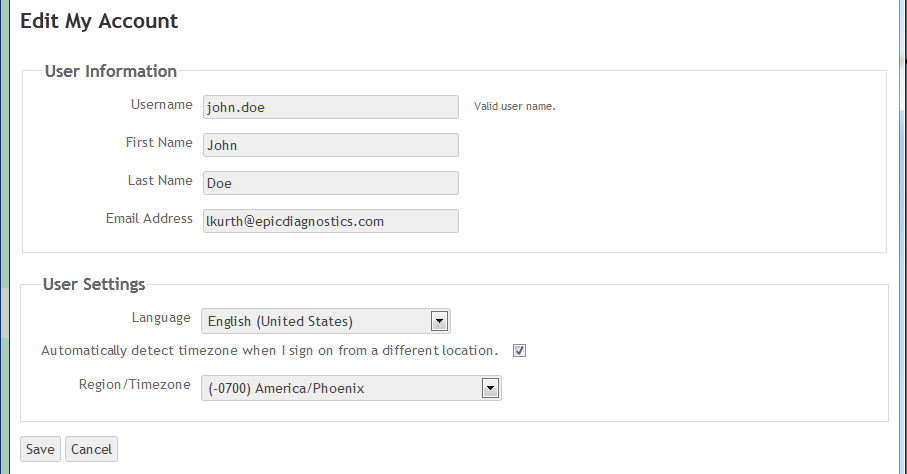 Edit My Account
User Information
Username john.doe Valid user name.
First Name John
Last Name Doe
Email Address lkurth@epicdiagnostics.com
User Settings
Language English (United States)
Automatically detect timezone when I sign on from a different location.
Region/Timezone (-0700) America/Phoenix
Save Cancel